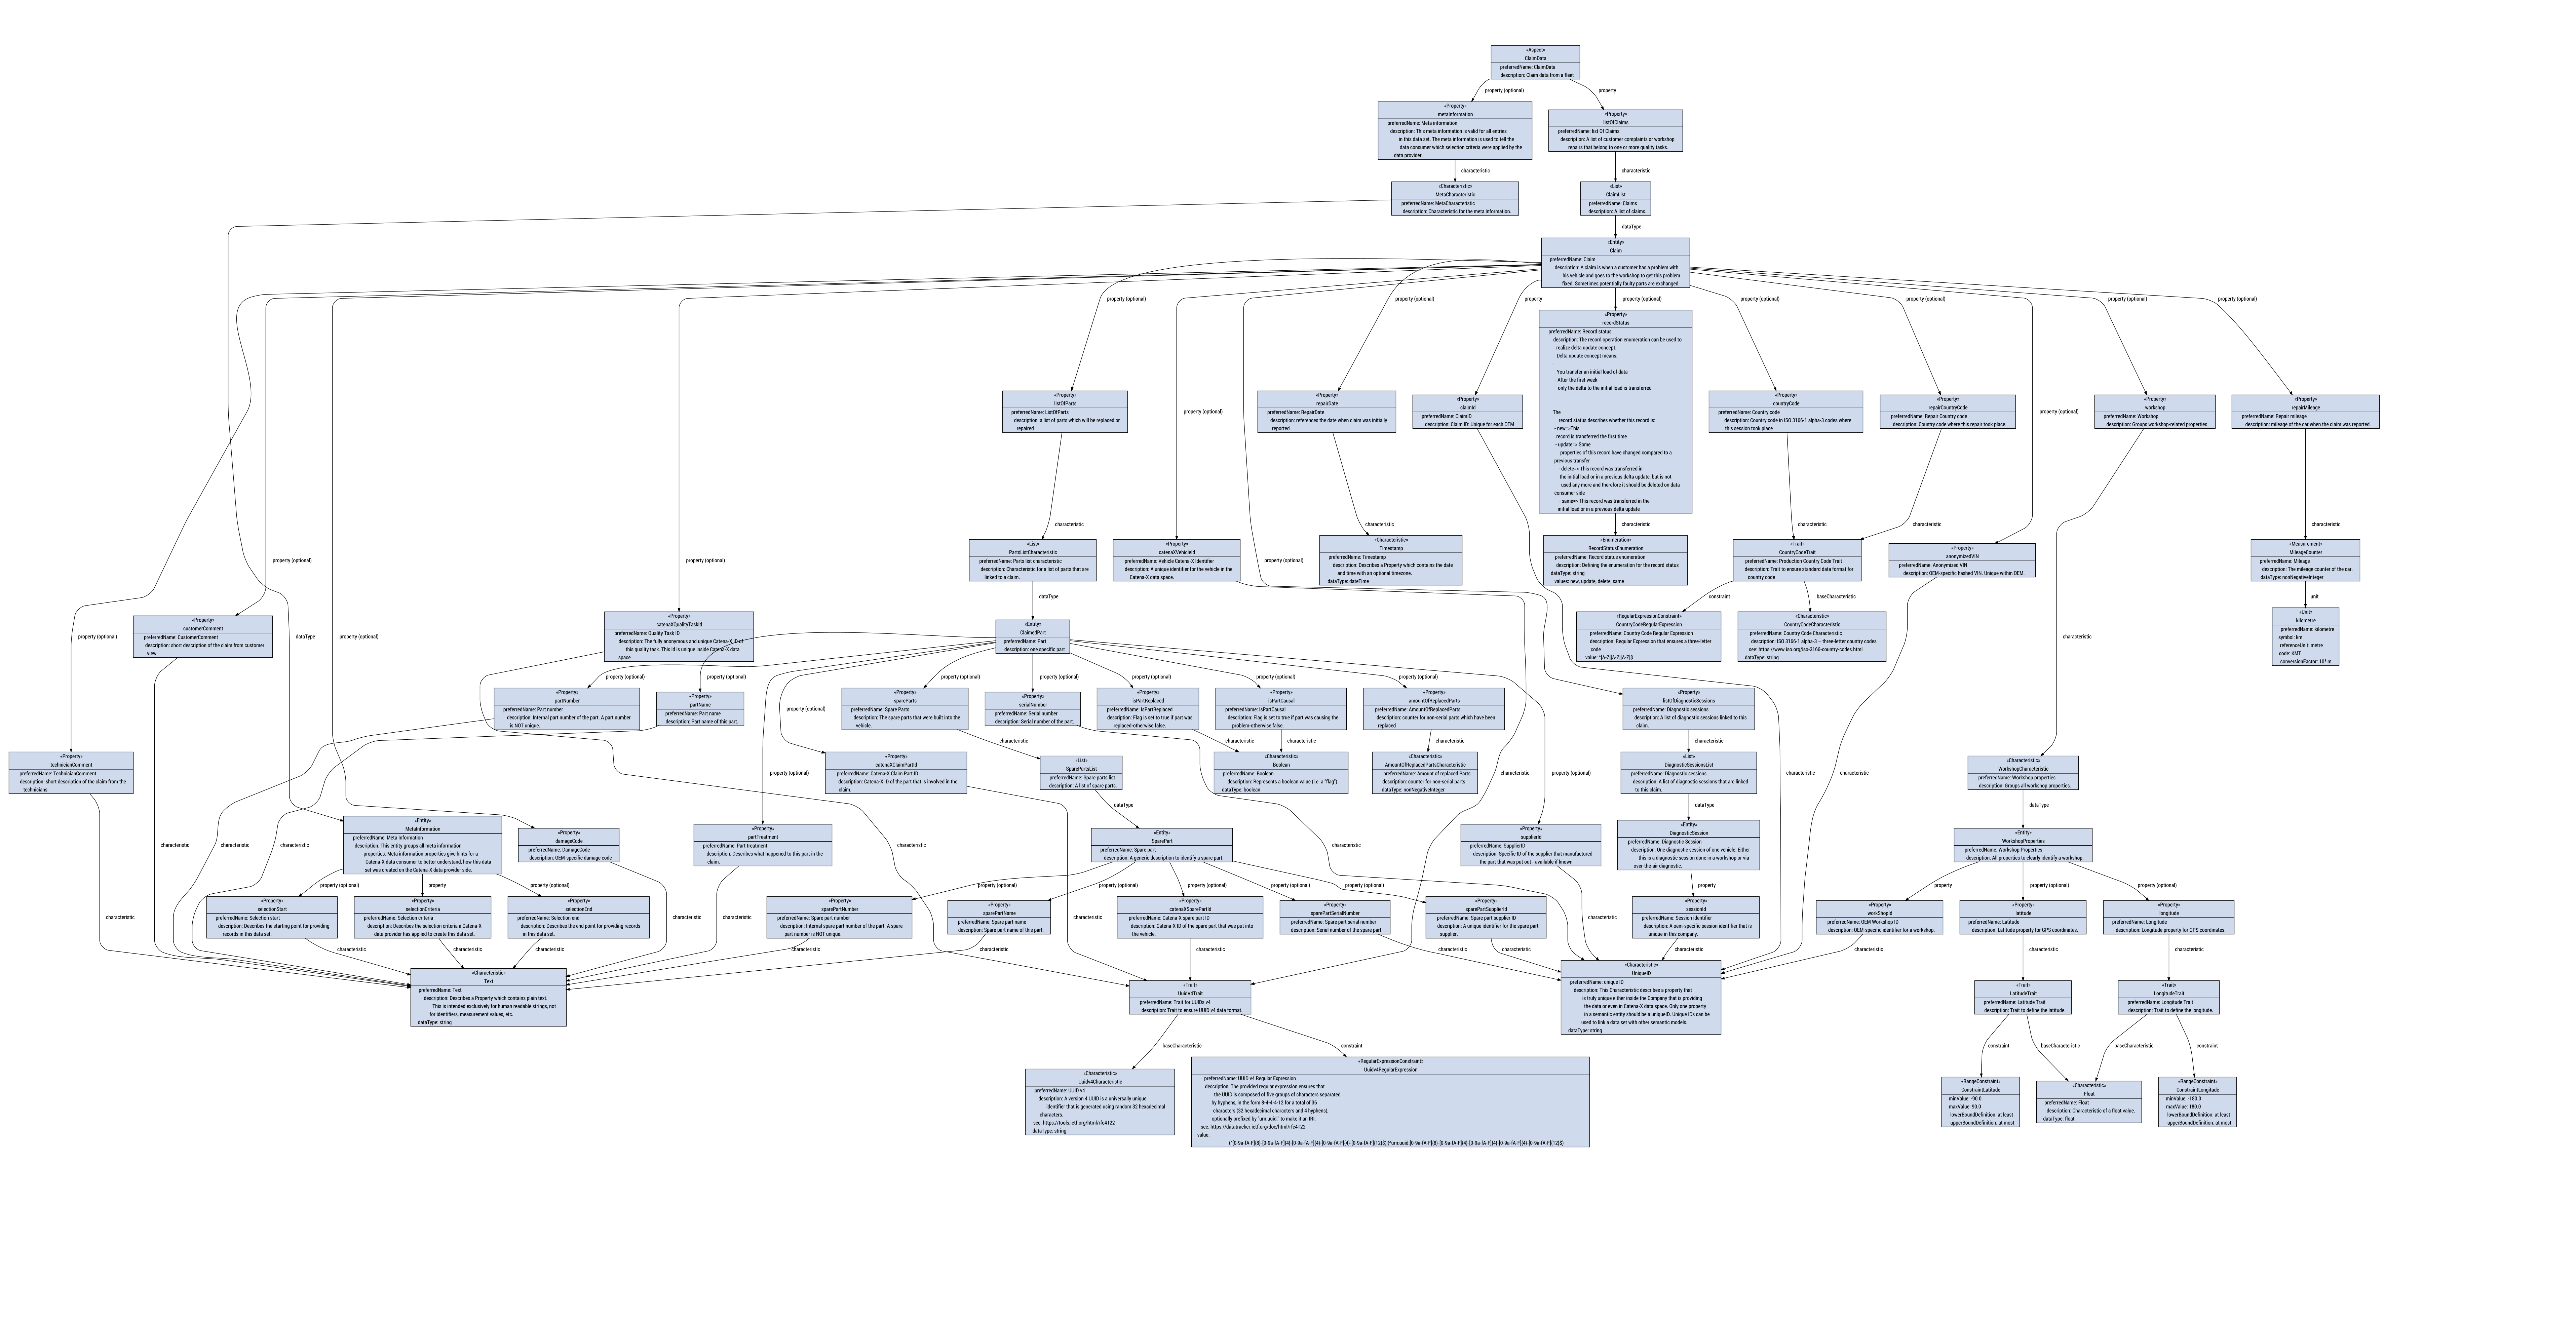 «Aspect»
ClaimData
preferredName: ClaimData
description: Claim data from a fleet
property (optional)
property
«Property»
metaInformation
preferredName: Meta information
description: This meta information is valid for all entries
in this data set. The meta information is used to tell the
data consumer which selection criteria were applied by the
data provider.
«Property»
listOfClaims
preferredName: list Of Claims
description: A list of customer complaints or workshop
repairs that belong to one or more quality tasks.
characteristic
characteristic
«Characteristic»
MetaCharacteristic
preferredName: MetaCharacteristic
description: Characteristic for the meta information.
«List»
ClaimList
preferredName: Claims
description: A list of claims.
dataType
«Entity»
Claim
preferredName: Claim
description: A claim is when a customer has a problem with
his vehicle and goes to the workshop to get this problem
fixed. Sometimes potentially faulty parts are exchanged.
property (optional)
property (optional)
property
property (optional)
property (optional)
property (optional)
property (optional)
property (optional)
«Property»
recordStatus
preferredName: Record status
description: The record operation enumeration can be used to
realize delta update concept.
Delta update concept means:
-
You transfer an initial load of data
- After the first week
only the delta to the initial load is transferred
The
record status describes whether this record is:
- new=>This
record is transferred the first time
- update=> Some
properties of this record have changed compared to a
previous transfer
- delete=> This record was transferred in
the initial load or in a previous delta update, but is not
used any more and therefore it should be deleted on data
consumer side
- same=> This record was transferred in the
initial load or in a previous delta update
«Property»
listOfParts
preferredName: ListOfParts
description: a list of parts which will be replaced or
repaired
property (optional)
«Property»
repairDate
preferredName: RepairDate
description: references the date when claim was initially
reported
«Property»
claimId
preferredName: ClaimID
description: Claim ID: Unique for each OEM
«Property»
countryCode
preferredName: Country code
description: Country code in ISO 3166-1 alpha-3 codes where
this session took place
«Property»
repairCountryCode
preferredName: Repair Country code
description: Country code where this repair took place.
property (optional)
«Property»
workshop
preferredName: Workshop
description: Groups workshop-related properties
«Property»
repairMileage
preferredName: Repair mileage
description: mileage of the car when the claim was reported
characteristic
characteristic
characteristic
characteristic
characteristic
characteristic
property (optional)
property (optional)
property (optional)
«List»
PartsListCharacteristic
preferredName: Parts list characteristic
description: Characteristic for a list of parts that are
linked to a claim.
«Property»
catenaXVehicleId
preferredName: Vehicle Catena-X Identifier
description: A unique identifier for the vehicle in the
Catena-X data space.
«Characteristic»
Timestamp
preferredName: Timestamp
description: Describes a Property which contains the date
and time with an optional timezone.
dataType: dateTime
«Enumeration»
RecordStatusEnumeration
preferredName: Record status enumeration
description: Defining the enumeration for the record status
dataType: string
values: new, update, delete, same
«Trait»
CountryCodeTrait
preferredName: Production Country Code Trait
description: Trait to ensure standard data format for
country code
«Property»
anonymizedVIN
preferredName: Anonymized VIN
description: OEM-specific hashed VIN. Unique within OEM.
«Measurement»
MileageCounter
preferredName: Mileage
description: The mileage counter of the car.
dataType: nonNegativeInteger
dataType
constraint
baseCharacteristic
unit
property (optional)
«Property»
customerComment
preferredName: CustomerComment
description: short description of the claim from customer
view
dataType
property (optional)
«Property»
catenaXQualityTaskId
preferredName: Quality Task ID
description: The fully anonymous and unique Catena-X ID of
this quality task. This id is unique inside Catena-X data
space.
«Entity»
ClaimedPart
preferredName: Part
description: one specific part
«RegularExpressionConstraint»
CountryCodeRegularExpression
preferredName: Country Code Regular Expression
description: Regular Expression that ensures a three-letter
code
value: ^[A-Z][A-Z][A-Z]$
«Characteristic»
CountryCodeCharacteristic
preferredName: Country Code Characteristic
description: ISO 3166-1 alpha-3 – three-letter country codes
see: https://www.iso.org/iso-3166-country-codes.html
dataType: string
characteristic
«Unit»
kilometre
preferredName: kilometre
symbol: km
referenceUnit: metre
code: KMT
conversionFactor: 10³ m
property (optional)
property (optional)
property (optional)
property (optional)
property (optional)
property (optional)
property (optional)
«Property»
partNumber
preferredName: Part number
description: Internal part number of the part. A part number
is NOT unique.
«Property»
partName
preferredName: Part name
description: Part name of this part.
property (optional)
«Property»
spareParts
preferredName: Spare Parts
description: The spare parts that were built into the
vehicle.
«Property»
serialNumber
preferredName: Serial number
description: Serial number of the part.
«Property»
isPartReplaced
preferredName: IsPartReplaced
description: Flag is set to true if part was
replaced-otherwise false.
«Property»
isPartCausal
preferredName: IsPartCausal
description: Flag is set to true if part was causing the
problem-otherwise false.
«Property»
amountOfReplacedParts
preferredName: AmountOfReplacedParts
description: counter for non-serial parts which have been
replaced
«Property»
listOfDiagnosticSessions
preferredName: Diagnostic sessions
description: A list of diagnostic sessions linked to this
claim.
characteristic
characteristic
characteristic
characteristic
characteristic
«Property»
technicianComment
preferredName: TechnicianComment
description: short description of the claim from the
technicians
property (optional)
«Property»
catenaXClaimPartId
preferredName: Catena-X Claim Part ID
description: Catena-X ID of the part that is involved in the
claim.
«List»
SparePartsList
preferredName: Spare parts list
description: A list of spare parts.
«Characteristic»
Boolean
preferredName: Boolean
description: Represents a boolean value (i.e. a "flag").
dataType: boolean
«Characteristic»
AmountOfReplacedPartsCharacteristic
preferredName: Amount of replaced Parts
description: counter for non-serial parts
dataType: nonNegativeInteger
property (optional)
«List»
DiagnosticSessionsList
preferredName: Diagnostic sessions
description: A list of diagnostic sessions that are linked
to this claim.
characteristic
characteristic
«Characteristic»
WorkshopCharacteristic
preferredName: Workshop properties
description: Groups all workshop properties.
dataType
dataType
dataType
characteristic
characteristic
characteristic
«Entity»
MetaInformation
preferredName: Meta Information
description: This entity groups all meta information
properties. Meta information properties give hints for a
Catena-X data consumer to better understand, how this data
set was created on the Catena-X data provider side.
«Property»
damageCode
preferredName: DamageCode
description: OEM-specific damage code
«Property»
partTreatment
preferredName: Part treatment
description: Describes what happened to this part in the
claim.
characteristic
«Entity»
SparePart
preferredName: Spare part
description: A generic description to identify a spare part.
characteristic
«Property»
supplierId
preferredName: SupplierID
description: Specific ID of the supplier that manufactured
the part that was put out - available if known
«Entity»
DiagnosticSession
preferredName: Diagnostic Session
description: One diagnostic session of one vehicle: Either
this is a diagnostic session done in a workshop or via
over-the-air diagnostic.
«Entity»
WorkshopProperties
preferredName: Workshop Properties
description: All properties to clearly identify a workshop.
property (optional)
property
property (optional)
property (optional)
property (optional)
property (optional)
property (optional)
property (optional)
property
property
property (optional)
property (optional)
characteristic
«Property»
selectionStart
preferredName: Selection start
description: Describes the starting point for providing
records in this data set.
«Property»
selectionCriteria
preferredName: Selection criteria
description: Describes the selection criteria a Catena-X
data provider has applied to create this data set.
«Property»
selectionEnd
preferredName: Selection end
description: Describes the end point for providing records
in this data set.
characteristic
characteristic
«Property»
sparePartNumber
preferredName: Spare part number
description: Internal spare part number of the part. A spare
part number is NOT unique.
«Property»
sparePartName
preferredName: Spare part name
description: Spare part name of this part.
characteristic
«Property»
catenaXSparePartId
preferredName: Catena-X spare part ID
description: Catena-X ID of the spare part that was put into
the vehicle.
«Property»
sparePartSerialNumber
preferredName: Spare part serial number
description: Serial number of the spare part.
«Property»
sparePartSupplierId
preferredName: Spare part supplier ID
description: A unique identifier for the spare part
supplier.
characteristic
«Property»
sessionId
preferredName: Session identifier
description: A oem-specific session identifier that is
unique in this company.
«Property»
workShopId
preferredName: OEM Workshop ID
description: OEM-specific identifier for a workshop.
«Property»
latitude
preferredName: Latitude
description: Latitude property for GPS coordinates.
«Property»
longitude
preferredName: Longitude
description: Longitude property for GPS coordinates.
characteristic
characteristic
characteristic
characteristic
characteristic
characteristic
characteristic
characteristic
characteristic
characteristic
characteristic
characteristic
«Characteristic»
Text
preferredName: Text
description: Describes a Property which contains plain text.
This is intended exclusively for human readable strings, not
for identifiers, measurement values, etc.
dataType: string
«Trait»
UuidV4Trait
preferredName: Trait for UUIDs v4
description: Trait to ensure UUID v4 data format.
«Characteristic»
UniqueID
preferredName: unique ID
description: This Characteristic describes a property that
is truly unique either inside the Company that is providing
the data or even in Catena-X data space. Only one property
in a semantic entity should be a uniqueID. Unique IDs can be
used to link a data set with other semantic models.
dataType: string
«Trait»
LatitudeTrait
preferredName: Latitude Trait
description: Trait to define the latitude.
«Trait»
LongitudeTrait
preferredName: Longitude Trait
description: Trait to define the longitude.
baseCharacteristic
constraint
constraint
baseCharacteristic
baseCharacteristic
constraint
«Characteristic»
Uuidv4Characteristic
preferredName: UUID v4
description: A version 4 UUID is a universally unique
identifier that is generated using random 32 hexadecimal
characters.
see: https://tools.ietf.org/html/rfc4122
dataType: string
«RegularExpressionConstraint»
Uuidv4RegularExpression
preferredName: UUID v4 Regular Expression
description: The provided regular expression ensures that
the UUID is composed of five groups of characters separated
by hyphens, in the form 8-4-4-4-12 for a total of 36
characters (32 hexadecimal characters and 4 hyphens),
optionally prefixed by "urn:uuid:" to make it an IRI.
see: https://datatracker.ietf.org/doc/html/rfc4122
value:
(^[0-9a-fA-F]{8}-[0-9a-fA-F]{4}-[0-9a-fA-F]{4}-[0-9a-fA-F]{4}-[0-9a-fA-F]{12}$)|(^urn:uuid:[0-9a-fA-F]{8}-[0-9a-fA-F]{4}-[0-9a-fA-F]{4}-[0-9a-fA-F]{4}-[0-9a-fA-F]{12}$)
«RangeConstraint»
ConstraintLatitude
minValue: -90.0
maxValue: 90.0
lowerBoundDefinition: at least
upperBoundDefinition: at most
«Characteristic»
Float
preferredName: Float
description: Characteristic of a float value.
dataType: float
«RangeConstraint»
ConstraintLongitude
minValue: -180.0
maxValue: 180.0
lowerBoundDefinition: at least
upperBoundDefinition: at most